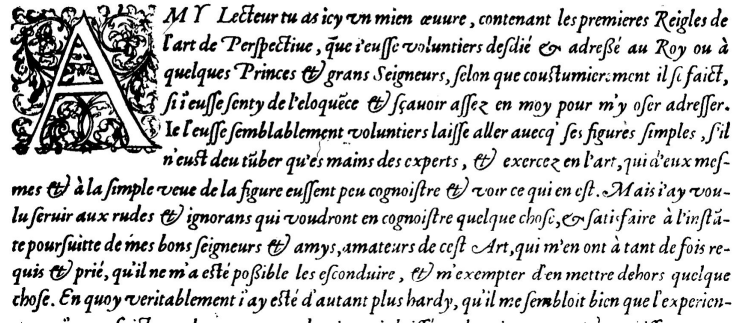 AMY Lecteur tu as icy vn mien œuure, contenant les premieres Reigles de
l'art de Perspectiue, q̃ue i'eusse voluntiers desdié & adreßé au Roy ou à
quelques Princes & grans Seigneurs, selon que coustumierement il se faict,
si i'eusse senty de l'eloquẽce & sçauoir assez en moy pour m'y oser adresser.
Ie l'eusse semblablement voluntiers laisse aller auecq' ses figures simples, s'il
n'eust deu tũber qu'es mains des experts, & exercez en l'art, qui d'eux mes-
mes & à la simple veue de la figure eussent peu cognoistre & voir ce qui en est. Mais i'ay vou-
lu seruir aux rudes & ignorans qui voudront en cognoistre quelque chose, & satisfaire à l'instã-
te poursuitte de mes bons seigneurs & amys, amateurs de cest Art, qui m'en ont à tant de fois re-
quis & prié, qu'il ne m'a esté poßible les esconduire, & m'exempter d'en mettre dehors quelque
chose. En quoy veritablement i'ay esté d'autant plus hardy, qu'il me sembloit bien que l'experien-